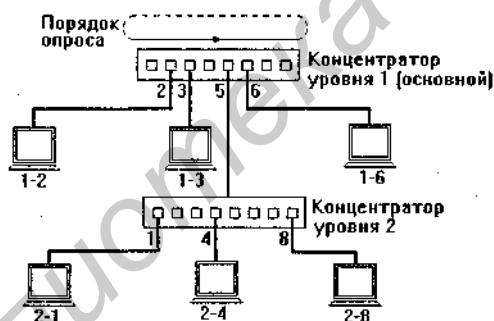 Порядок
опроса
Концентратор
уровня 1 (основной)
2 3 5 6
1-2 1-3 1-6
Концентратор
уровня 2
1 4 8
2-1 2-4 2-8